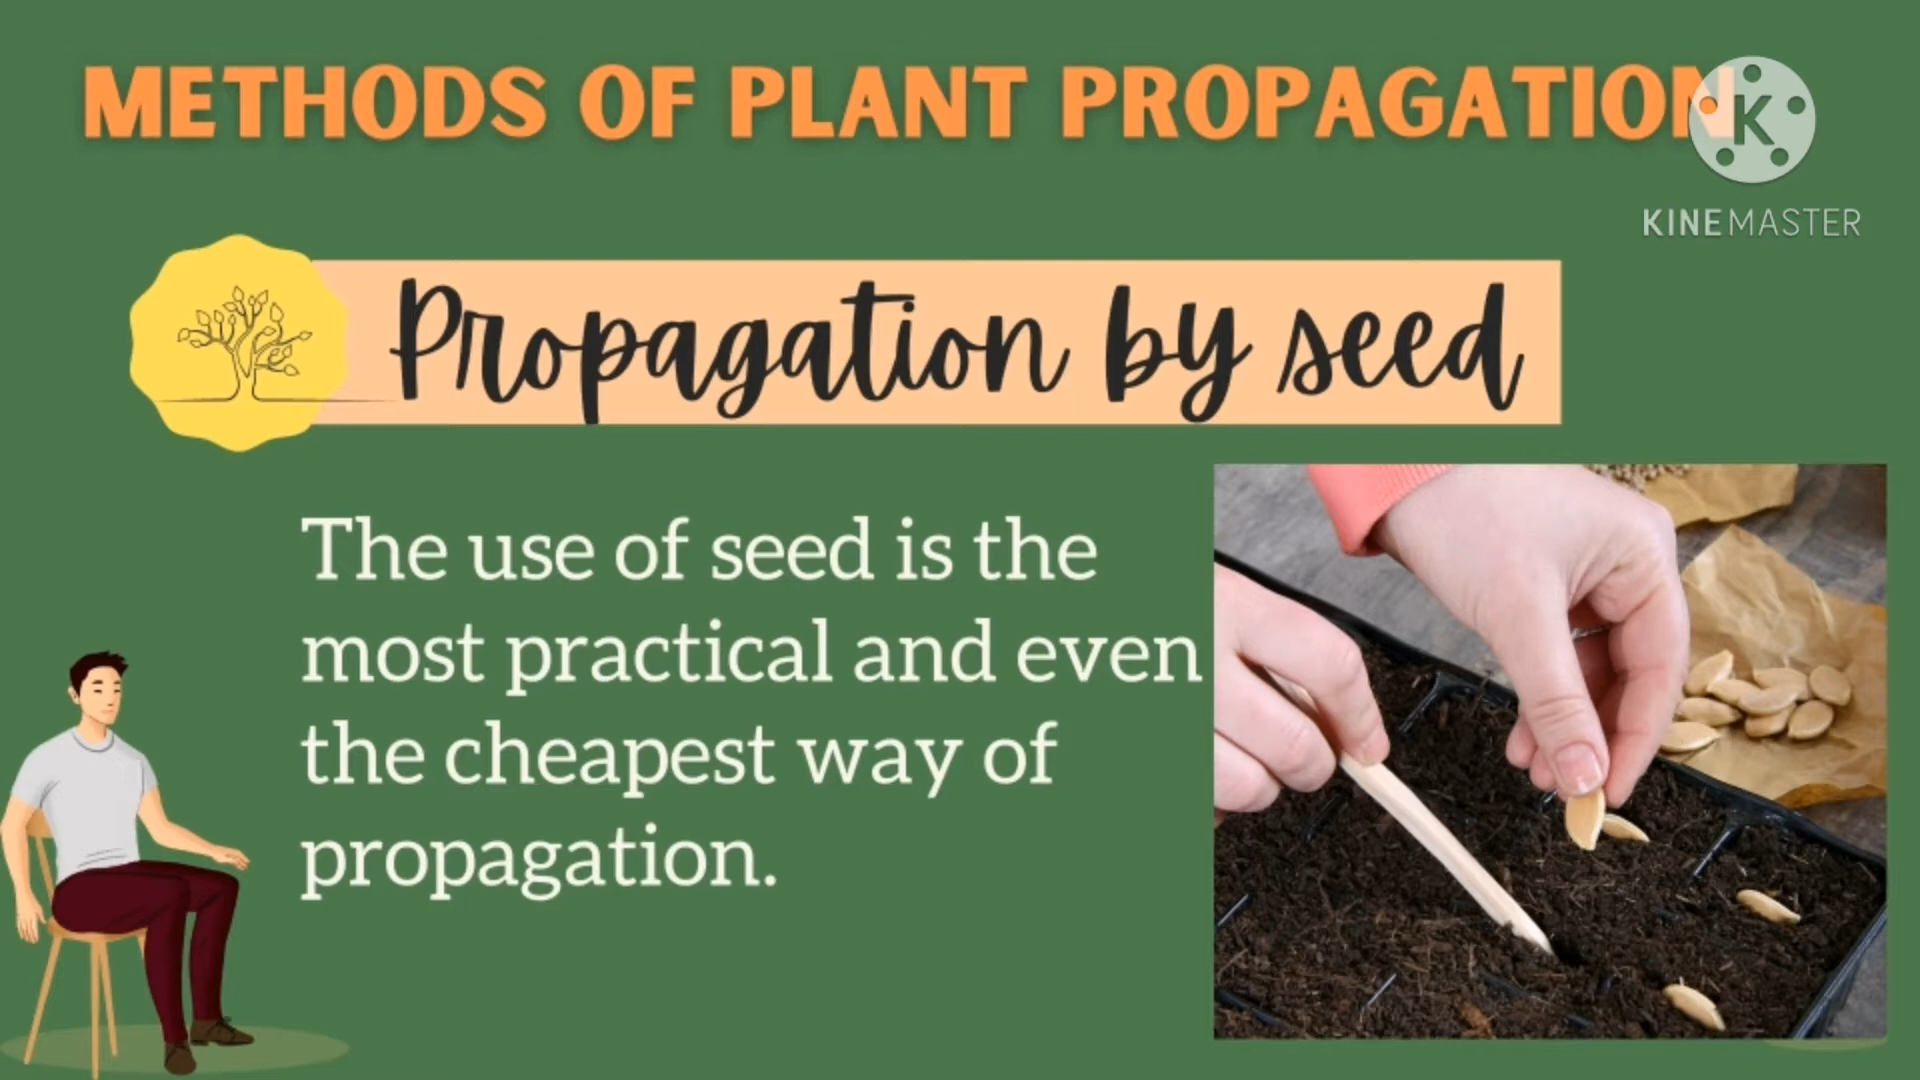 METHODS OF PLANT PROPAGATION
K
KINEMASTER
Propagation by seed
The use of seed is the
most practical and even
the cheapest way of
propagation.